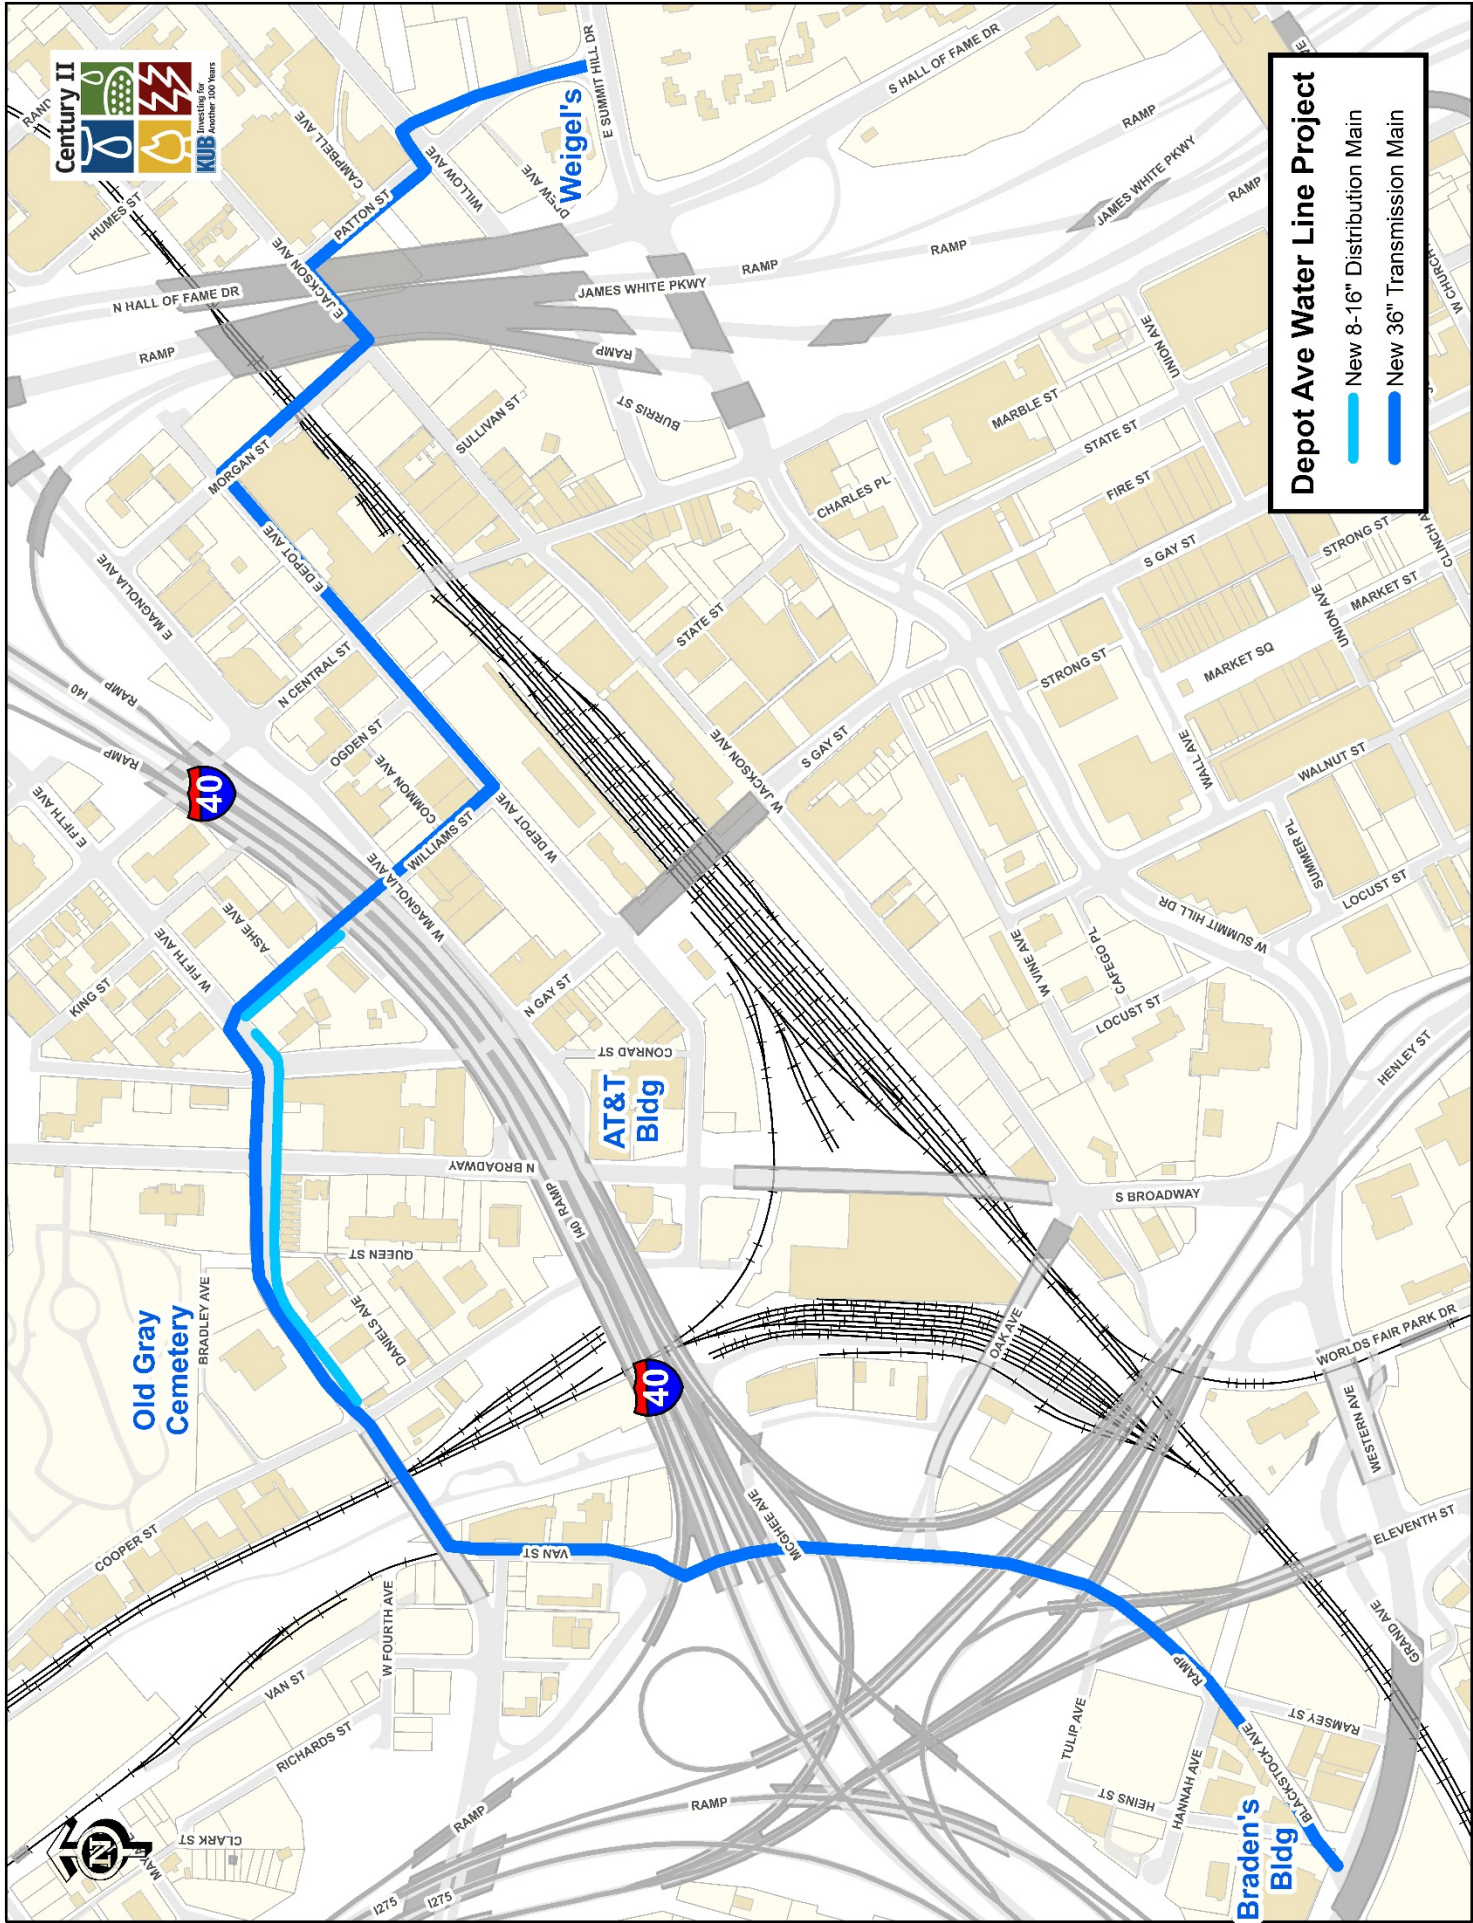 Century II
KUB
Investing for
Another 100 Years
Depot Ave Water Line Project
New 8-16" Distribution Main
New 36" Transmission Main
Weigel's
Old Gray
Cemetery
AT&T
Bldg
Braden's
Bldg
40
40
N
HUMES ST
CAMPBELL AVE
PATTON ST
WILLOW AVE
DREW AVE
E SUMMIT HILL DR
S HALL OF FAME DR
RAMP
JAMES WHITE PKWY
RAMP
JAMES WHITE PKWY
RAMP
RAMP
N HALL OF FAME DR
E JACKSON AVE
RAMP
RAMP
BURRIS ST
SULLIVAN ST
MORGAN ST
E DEPOT AVE
E MAGNOLIA AVE
N CENTRAL ST
OGDEN ST
COMMON AVE
WILLIAMS ST
W DEPOT AVE
W MAGNOLIA AVE
I40
RAMP
RAMP
E FIFTH AVE
ASHE AVE
W FIFTH AVE
KING ST
N GAY ST
CONRAD ST
N BROADWAY
I40 RAMP
QUEEN ST
DANIELS AVE
BRADLEY AVE
COOPER ST
VAN ST
W FOURTH AVE
VAN ST
RICHARDS ST
CLARK ST
RAMP
RAMP
I275
I275
MCGHEE AVE
OAK AVE
S BROADWAY
HENLEY ST
WORLDS FAIR PARK DR
WESTERN AVE
ELEVENTH ST
GRAND AVE
RAMP
RAMSEY ST
BLACKSTOCK AVE
TULIP AVE
HANNAH AVE
HEINS ST
MARBLE ST
STATE ST
UNION AVE
FIRE ST
CHARLES PL
S GAY ST
STRONG ST
MARKET ST
UNION AVE
MARKET SQ
STRONG ST
WALL AVE
WALNUT ST
SUMMER PL
LOCUST ST
W SUMMIT HILL DR
STATE ST
W JACKSON AVE
S GAY ST
W VINE AVE
CAFEGO PL
LOCUST ST
W CHURCH